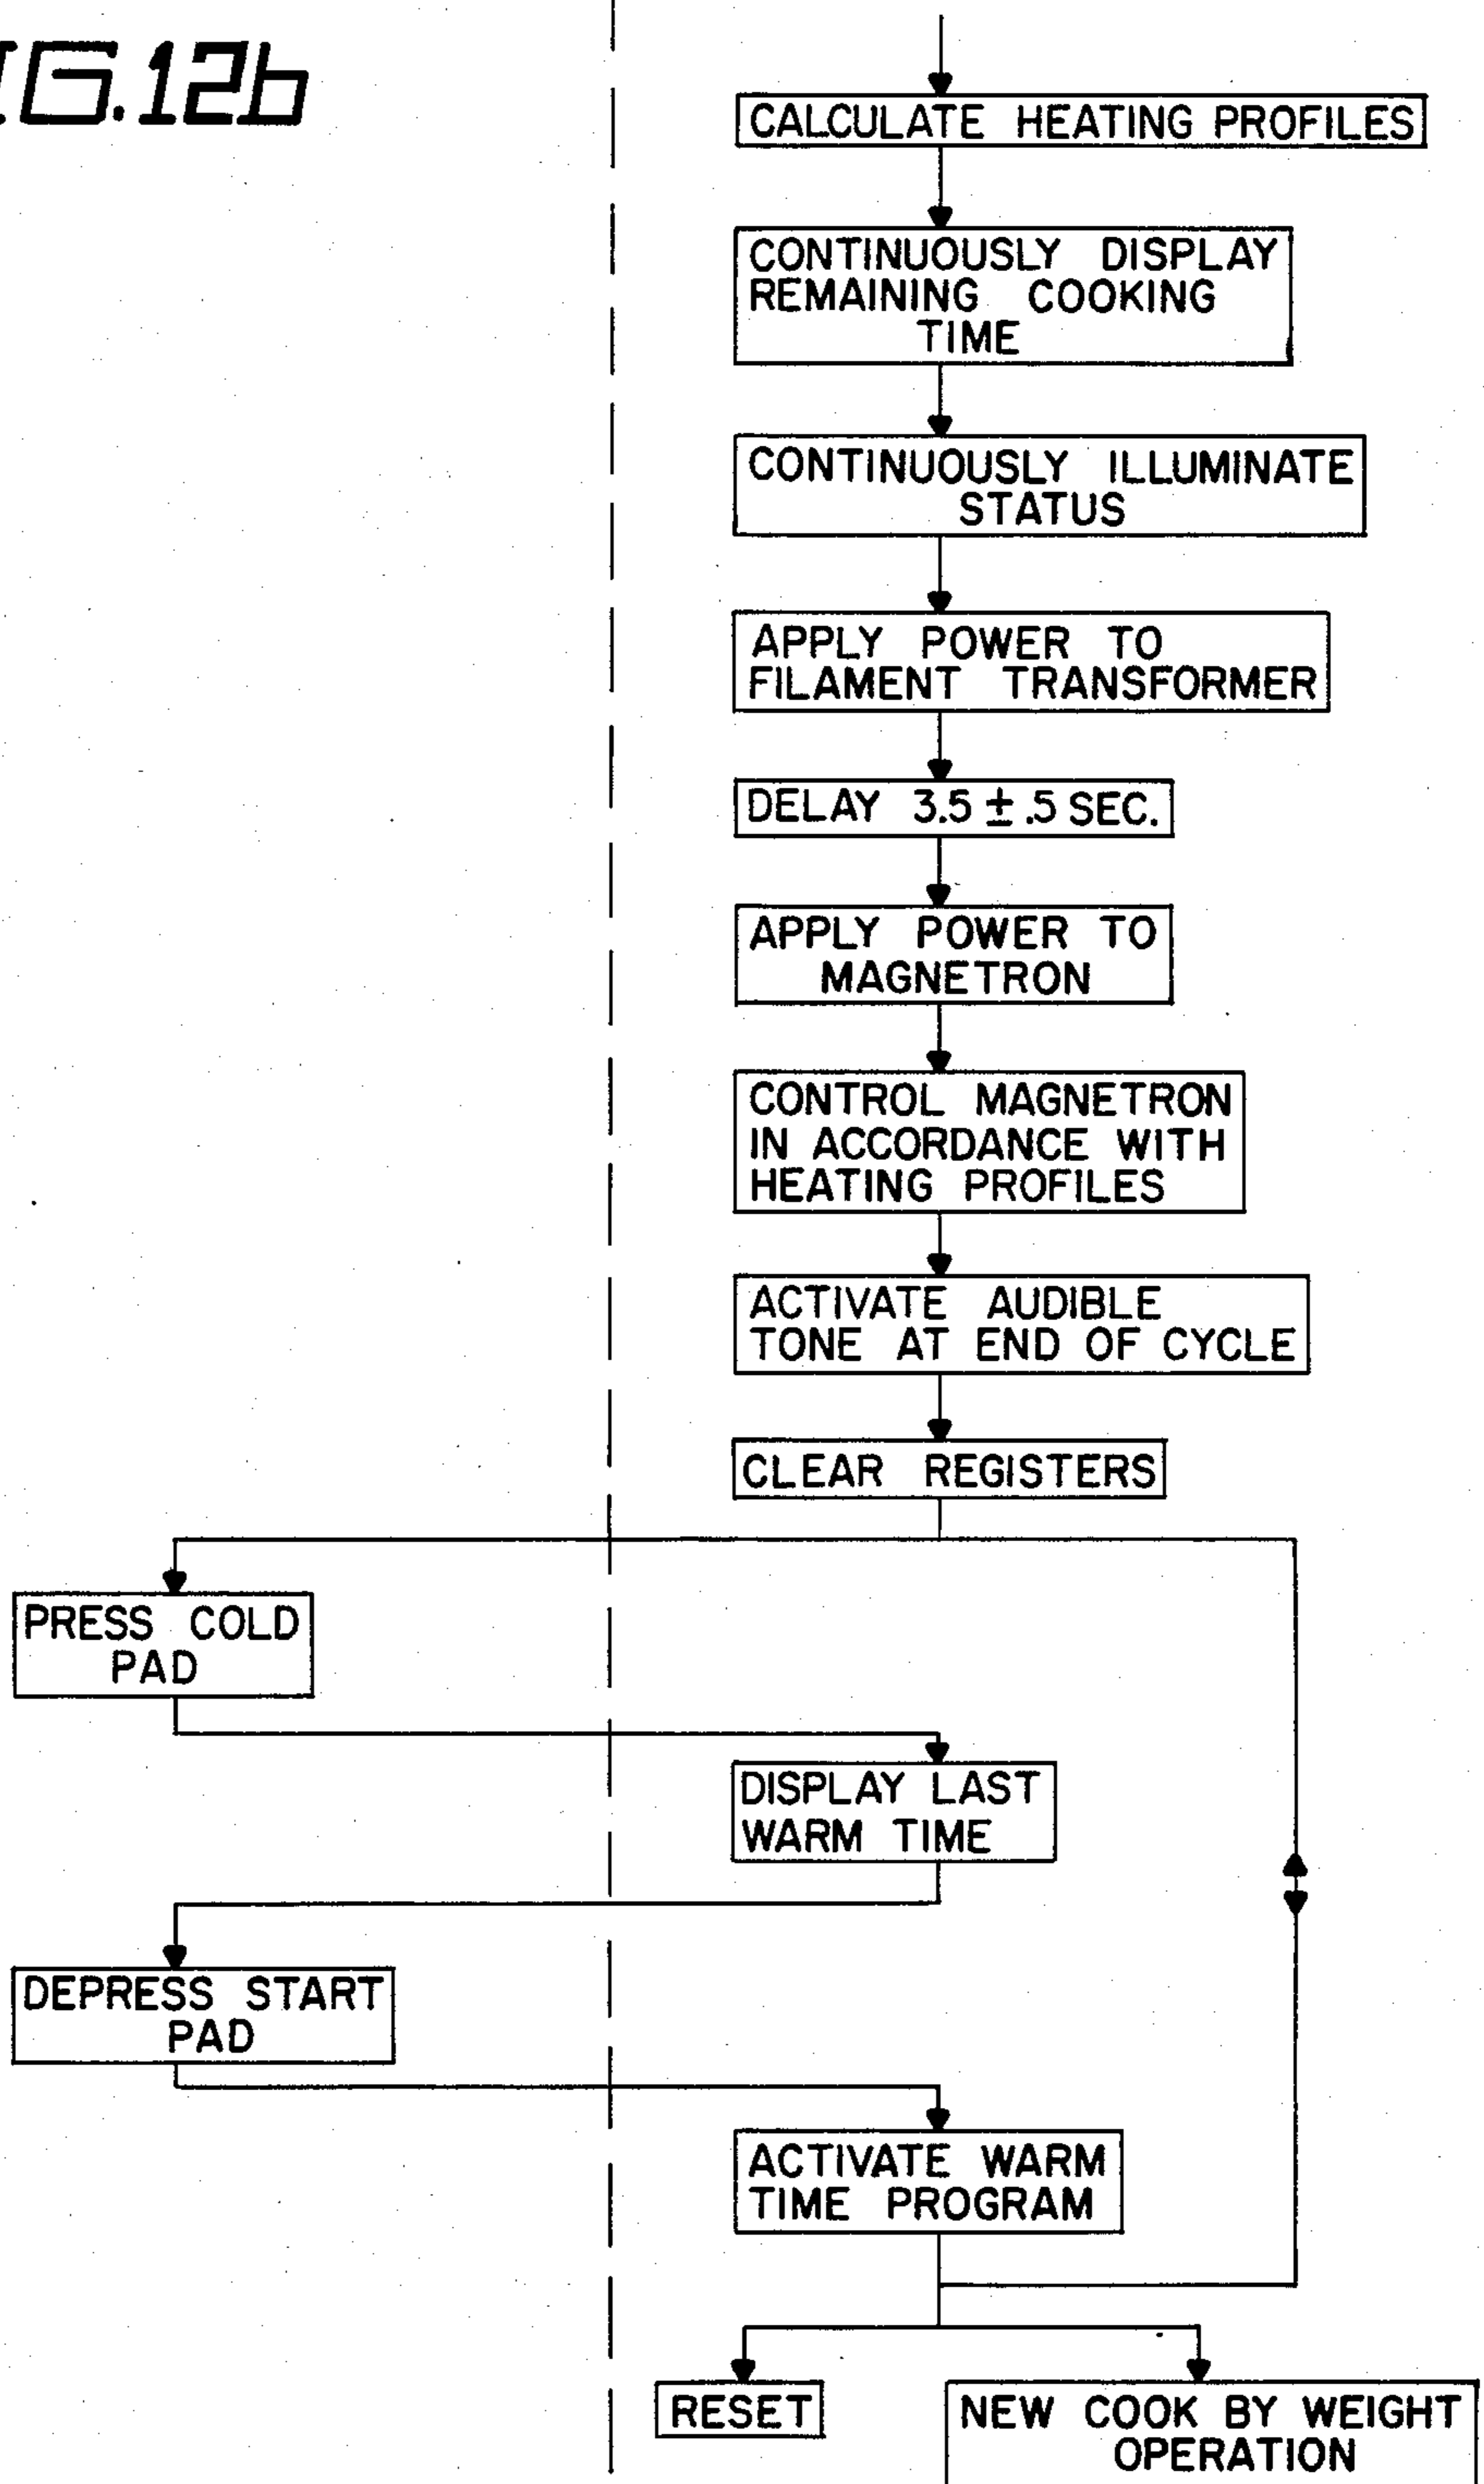 IG.12b
CALCULATE HEATING PROFILES
CONTINUOUSLY DISPLAY
REMAINING COOKING
TIME
CONTINUOUSLY ILLUMINATE
STATUS
APPLY POWER TO
FILAMENT TRANSFORMER
DELAY 3.5 ± .5 SEC.
APPLY POWER TO
MAGNETRON
CONTROL MAGNETRON
IN ACCORDANCE WITH
HEATING PROFILES
ACTIVATE AUDIBLE
TONE AT END OF CYCLE
CLEAR REGISTERS
PRESS COLD
PAD
DISPLAY LAST
WARM TIME
DEPRESS START
PAD
ACTIVATE WARM
TIME PROGRAM
RESET
NEW COOK BY WEIGHT
OPERATION